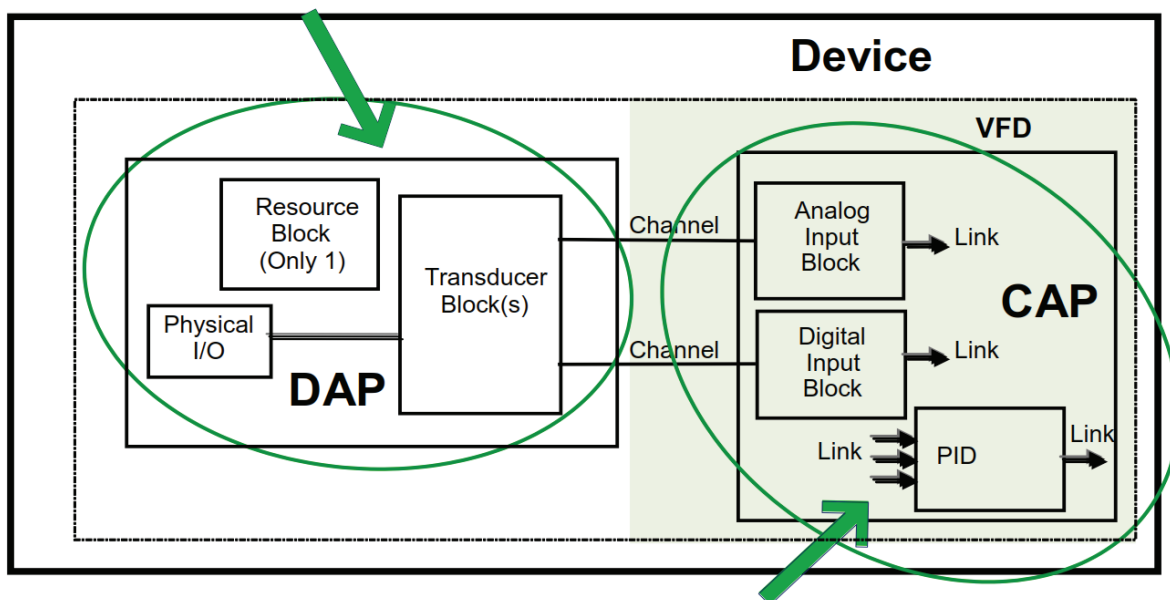 Device
VFD
Resource
Block
(Only 1)
Transducer
Block(s)
Physical
I/O
DAP
Channel
Channel
Analog
Input
Block
Link
CAP
Digital
Input
Block
Link
Link
PID
Link